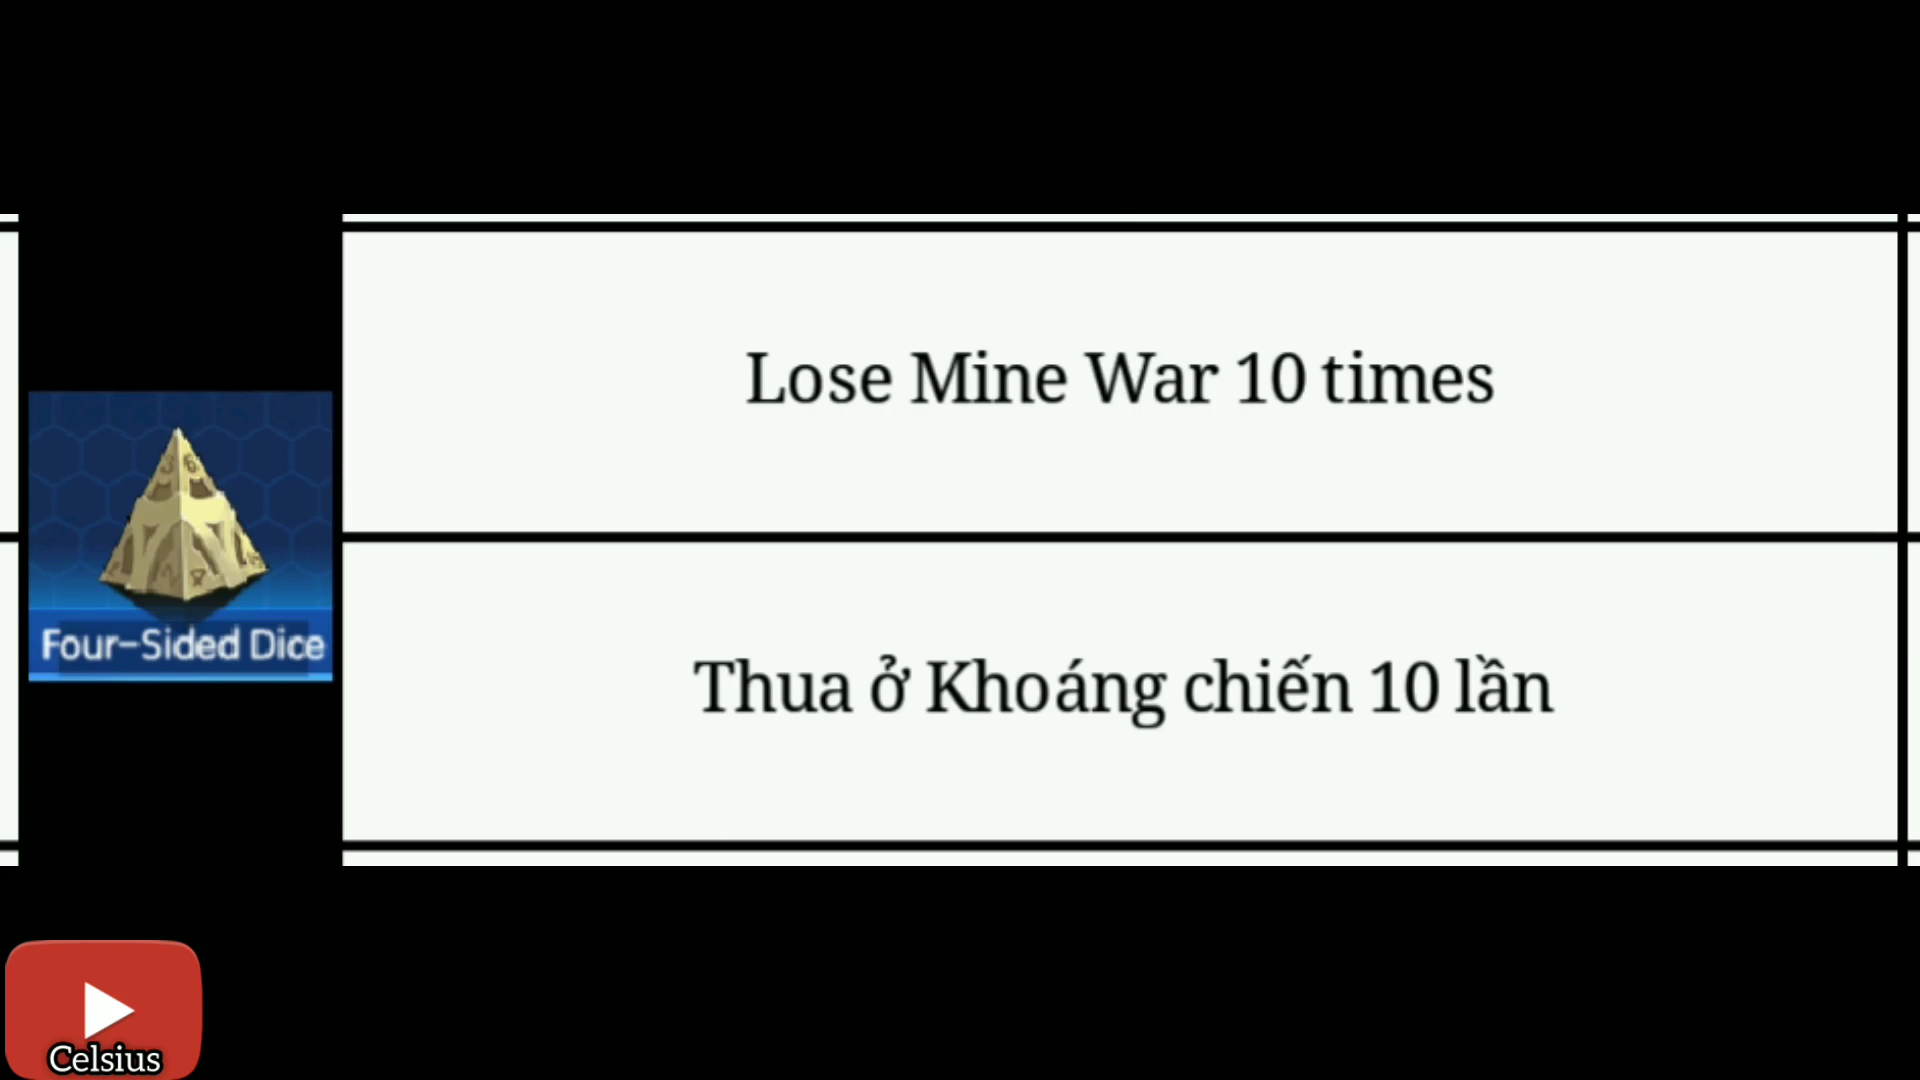 Lose Mine War 10 times
Four-Sided Dice
Thua ở Khoáng chiến 10 lần
Celsius